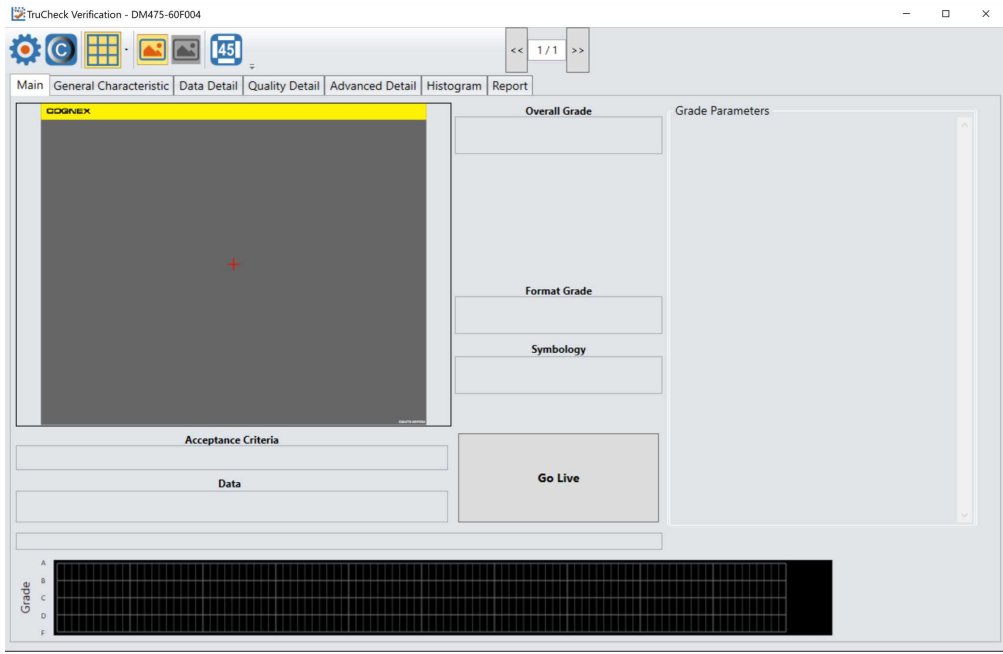 TruCheck Verification - DM475-60F004
C
45
<< 1 / 1 >>
Main General Characteristic Data Detail Quality Detail Advanced Detail Histogram Report
COGNEX
Overall Grade
Grade Parameters
Format Grade
Symbology
Acceptance Criteria
Go Live
Data
Grade
A
B
C
D
F